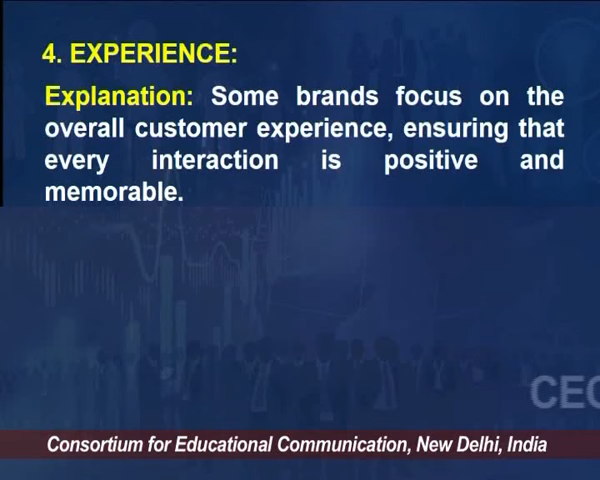 4. EXPERIENCE:
Explanation: Some brands focus on the
overall customer experience, ensuring that
every interaction is positive and
memorable.
CEC
Consortium for Educational Communication, New Delhi, India